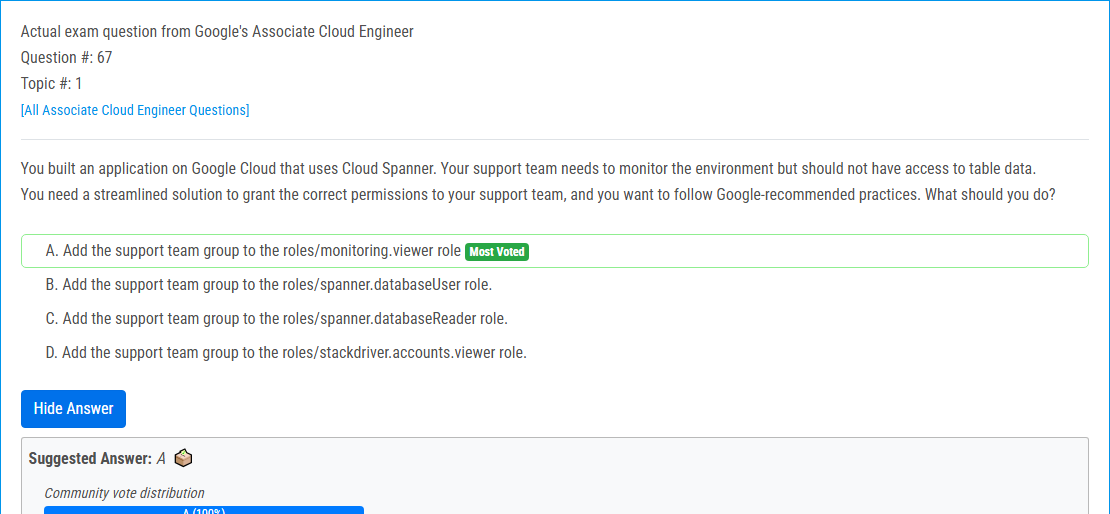 Actual exam question from Google's Associate Cloud Engineer
Question #: 67
Topic #: 1
[All Associate Cloud Engineer Questions]
You built an application on Google Cloud that uses Cloud Spanner. Your support team needs to monitor the environment but should not have access to table data.
You need a streamlined solution to grant the correct permissions to your support team, and you want to follow Google-recommended practices. What should you do?
A. Add the support team group to the roles/monitoring.viewer role Most Voted
B. Add the support team group to the roles/spanner.databaseUser role.
C. Add the support team group to the roles/spanner.databaseReader role.
D. Add the support team group to the roles/stackdriver.accounts.viewer role.
Hide Answer
Suggested Answer: A
Community vote distribution
A (100%)